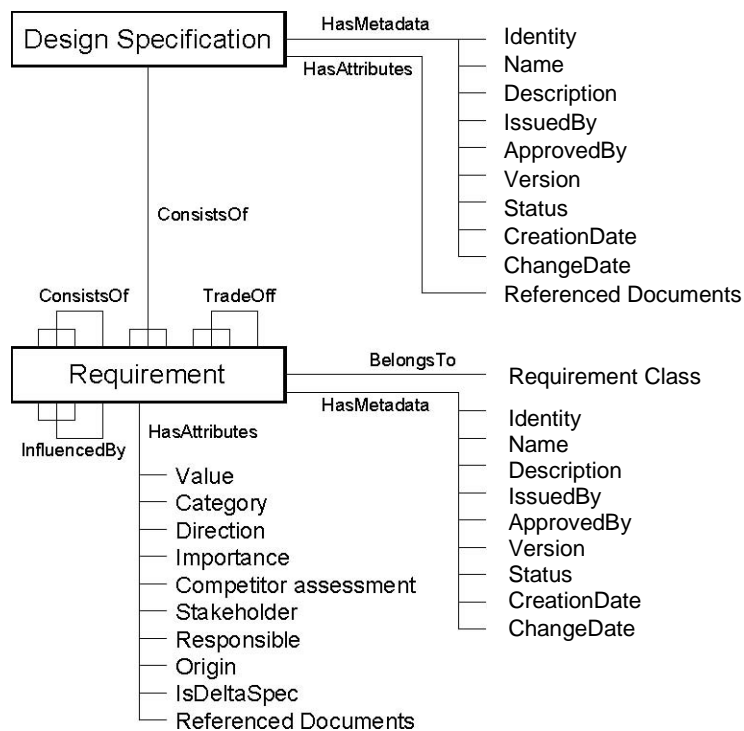 Design Specification
HasMetadata
HasAttributes
Identity
Name
Description
IssuedBy
ApprovedBy
Version
Status
CreationDate
ChangeDate
Referenced Documents
ConsistsOf
ConsistsOf
TradeOff
Requirement
BelongsTo
Requirement Class
HasMetadata
Identity
Name
Description
IssuedBy
ApprovedBy
Version
Status
CreationDate
ChangeDate
InfluencedBy
HasAttributes
Value
Category
Direction
Importance
Competitor assessment
Stakeholder
Responsible
Origin
IsDeltaSpec
Referenced Documents